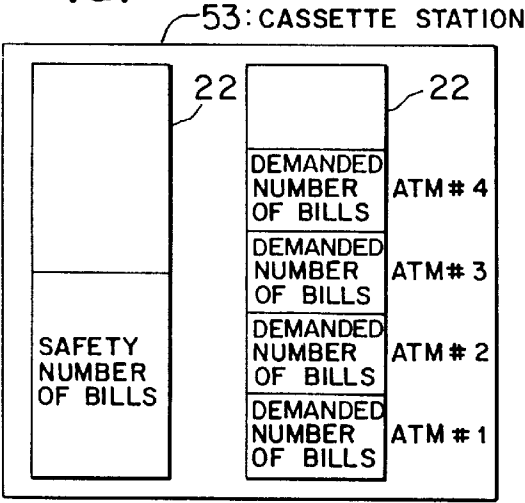 53: CASSETTE STATION
22
22
DEMANDED
NUMBER
OF BILLS
ATM # 4
DEMANDED
NUMBER
OF BILLS
ATM # 3
SAFETY
NUMBER
OF BILLS
DEMANDED
NUMBER
OF BILLS
ATM # 2
DEMANDED
NUMBER
OF BILLS
ATM # 1